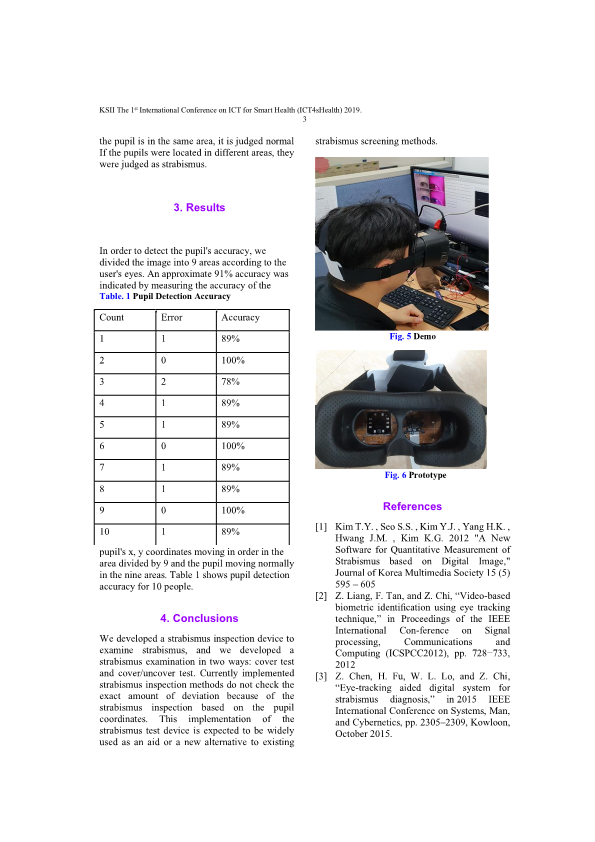 KSII The 1st International Conference on ICT for Smart Health (ICT4sHealth) 2019.
3
the pupil is in the same area, it is judged normal
If the pupils were located in different areas, they
were judged as strabismus.
3. Results
In order to detect the pupil's accuracy, we
divided the image into 9 areas according to the
user's eyes. An approximate 91% accuracy was
indicated by measuring the accuracy of the
Table. 1 Pupil Detection Accuracy
Count Error Accuracy
1 1 89%
2 0 100%
3 2 78%
4 1 89%
5 1 89%
6 0 100%
7 1 89%
8 1 89%
9 0 100%
10 1 89%
pupil's x, y coordinates moving in order in the
area divided by 9 and the pupil moving normally
in the nine areas. Table 1 shows pupil detection
accuracy for 10 people.
4. Conclusions
We developed a strabismus inspection device to
examine strabismus, and we developed a
strabismus examination in two ways: cover test
and cover/uncover test. Currently implemented
strabismus inspection methods do not check the
exact amount of deviation because of the
strabismus inspection based on the pupil
coordinates. This implementation of the
strabismus test device is expected to be widely
used as an aid or a new alternative to existing
strabismus screening methods.
Fig. 5 Demo
Fig. 6 Prototype
References
[1] Kim T.Y. , Seo S.S. , Kim Y.J. , Yang H.K. ,
Hwang J.M. , Kim K.G. 2012 "A New
Software for Quantitative Measurement of
Strabismus based on Digital Image,"
Journal of Korea Multimedia Society 15 (5)
595 – 605
[2] Z. Liang, F. Tan, and Z. Chi, “Video-based
biometric identification using eye tracking
technique,” in Proceedings of the IEEE
International Con-ference on Signal
processing, Communications and
Computing (ICSPCC2012), pp. 728−733,
2012
[3] Z. Chen, H. Fu, W. L. Lo, and Z. Chi,
“Eye-tracking aided digital system for
strabismus diagnosis,” in 2015 IEEE
International Conference on Systems, Man,
and Cybernetics, pp. 2305–2309, Kowloon,
October 2015.